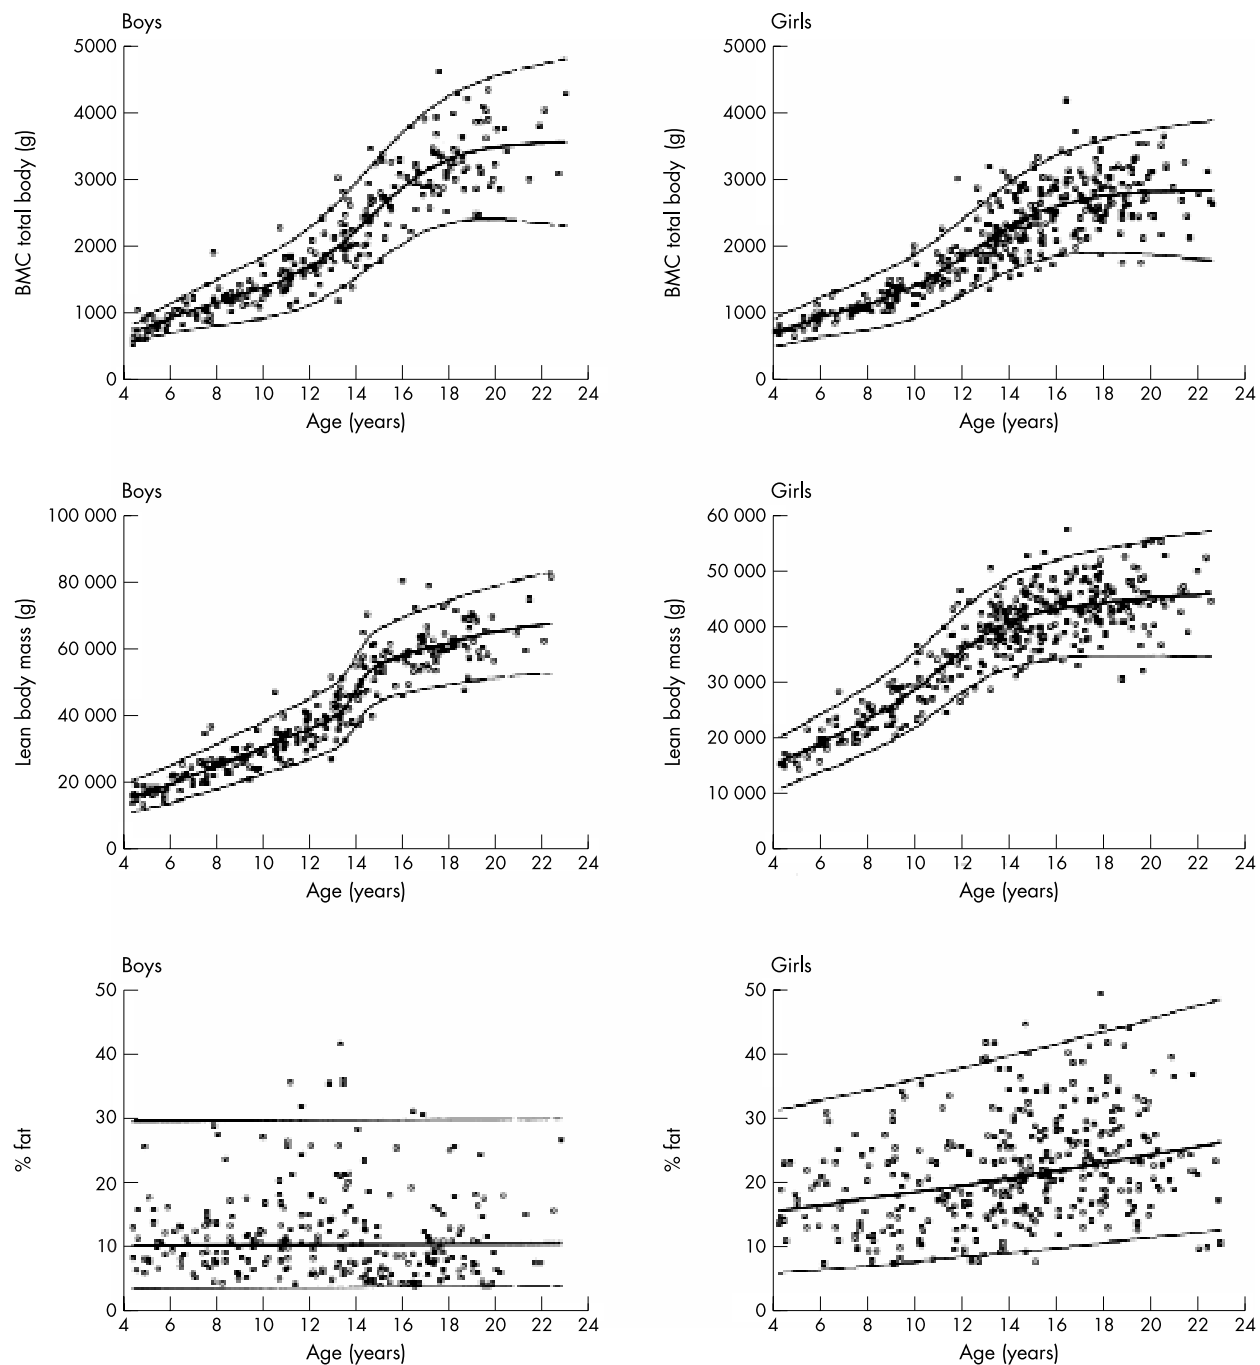 Boys
5000
4000
3000
2000
1000
0
BMC total body (g)
4 6 8 10 12 14 16 18 20 22 24
Age (years)
Girls
5000
4000
3000
2000
1000
0
BMC total body (g)
4 6 8 10 12 14 16 18 20 22 24
Age (years)
Boys
100 000
80 000
60 000
40 000
20 000
0
Lean body mass (g)
4 6 8 10 12 14 16 18 20 22 24
Age (years)
Girls
60 000
50 000
40 000
30 000
20 000
10 000
0
Lean body mass (g)
4 6 8 10 12 14 16 18 20 22 24
Age (years)
Boys
50
40
30
20
10
0
% fat
4 6 8 10 12 14 16 18 20 22 24
Age (years)
Girls
50
40
30
20
10
0
% fat
4 6 8 10 12 14 16 18 20 22 24
Age (years)